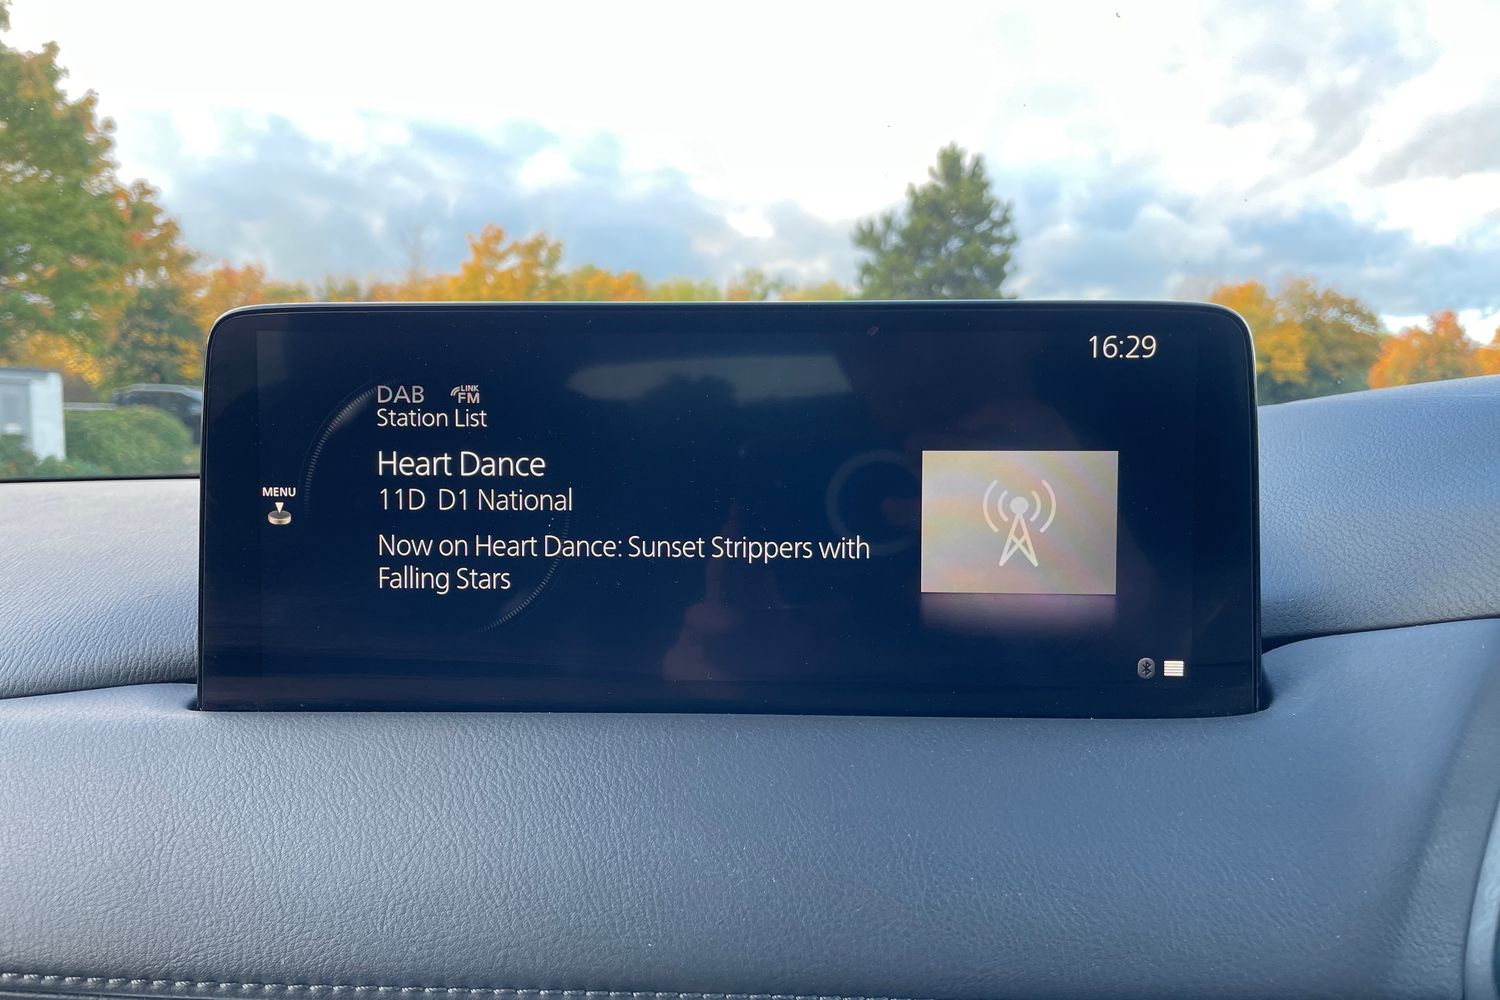 16:29
DAB LINK FM
Station List
Heart Dance
MENU
11D D1 National
Now on Heart Dance: Sunset Strippers with
Falling Stars